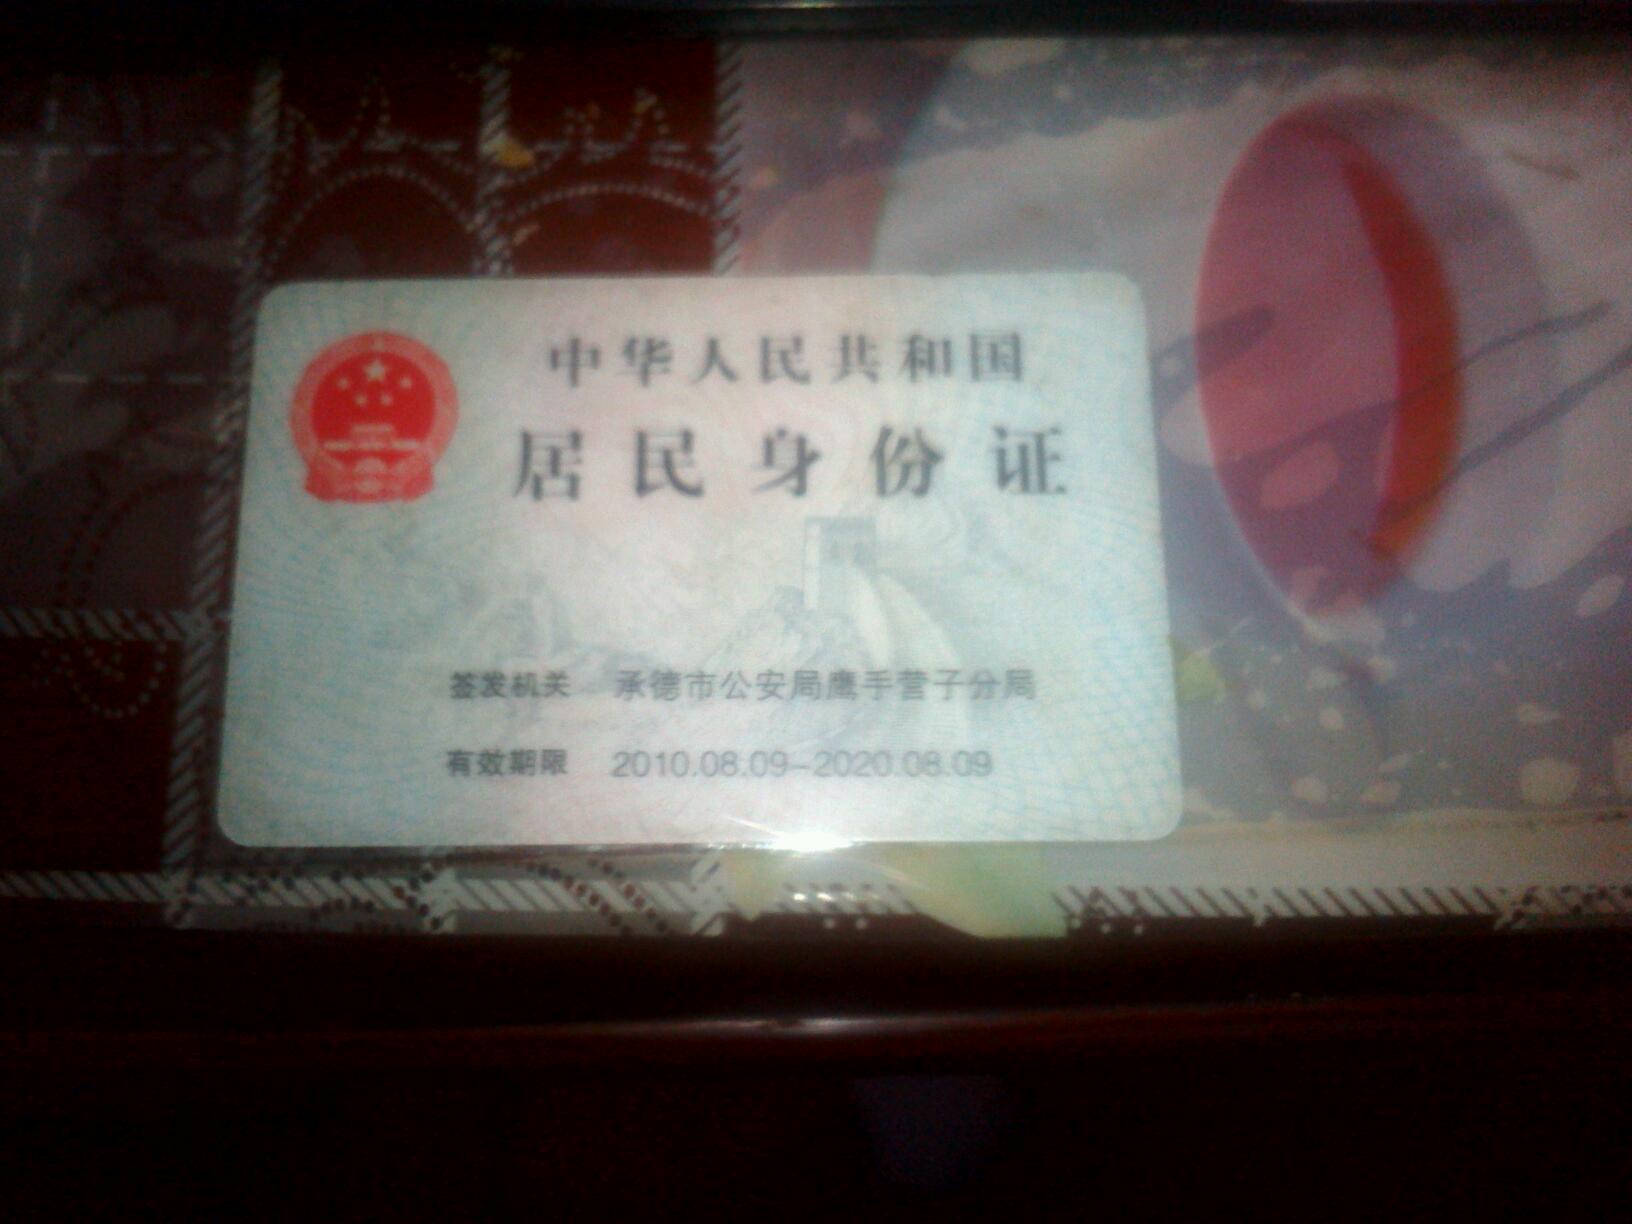 中华人民共和国
居民身份证
签发机关 承德市公安局鹰手营子分局
有效期限 2010.08.09-2020.08.09